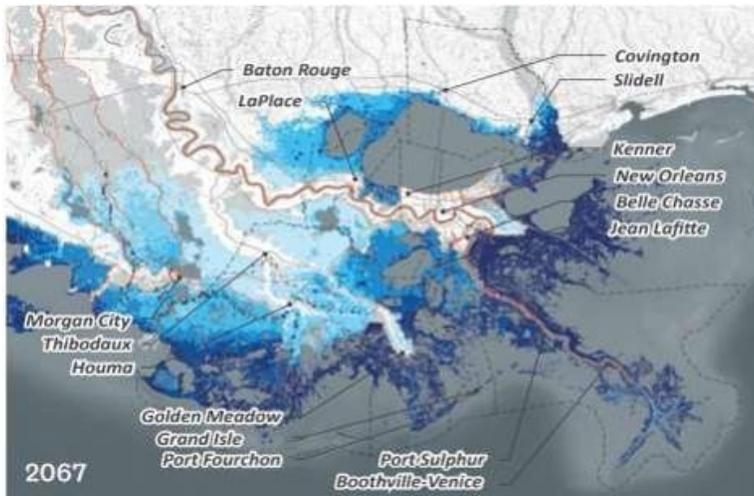 Baton Rouge
LaPlace
Covington
Slidell
Kenner
New Orleans
Belle Chasse
Jean Lafitte
Morgan City
Thibodaux
Houma
Golden Meadow
Grand Isle
Port Fourchon
Port Sulphur
Boothville-Venice
2067